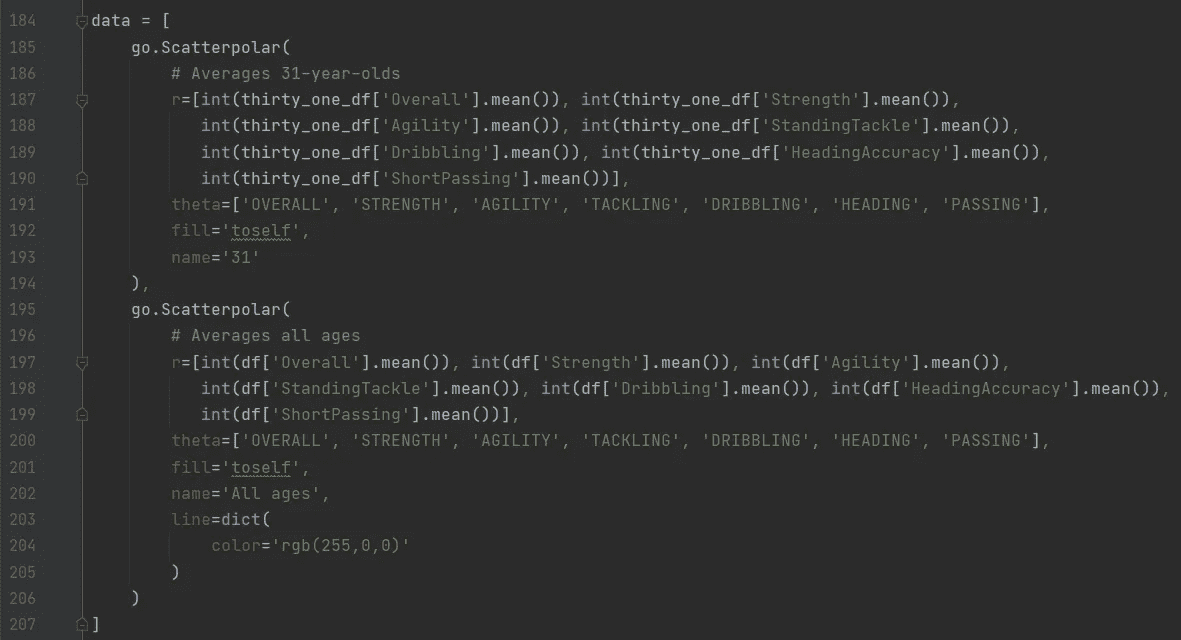 184 data = [
185     go.Scatterpolar(
186         # Averages 31-year-olds
187         r=[int(thirty_one_df['Overall'].mean()), int(thirty_one_df['Strength'].mean()),
188            int(thirty_one_df['Agility'].mean()), int(thirty_one_df['StandingTackle'].mean()),
189            int(thirty_one_df['Dribbling'].mean()), int(thirty_one_df['HeadingAccuracy'].mean()),
190            int(thirty_one_df['ShortPassing'].mean())],
191         theta=['OVERALL', 'STRENGTH', 'AGILITY', 'TACKLING', 'DRIBBLING', 'HEADING', 'PASSING'],
192         fill='toself',
193         name='31'
194     ),
195     go.Scatterpolar(
196         # Averages all ages
197         r=[int(df['Overall'].mean()), int(df['Strength'].mean()), int(df['Agility'].mean()),
198            int(df['StandingTackle'].mean()), int(df['Dribbling'].mean()), int(df['HeadingAccuracy'].mean()),
199            int(df['ShortPassing'].mean())],
200         theta=['OVERALL', 'STRENGTH', 'AGILITY', 'TACKLING', 'DRIBBLING', 'HEADING', 'PASSING'],
201         fill='toself',
202         name='All ages',
203         line=dict(
204             color='rgb(255,0,0)'
205         )
206     )
207 ]